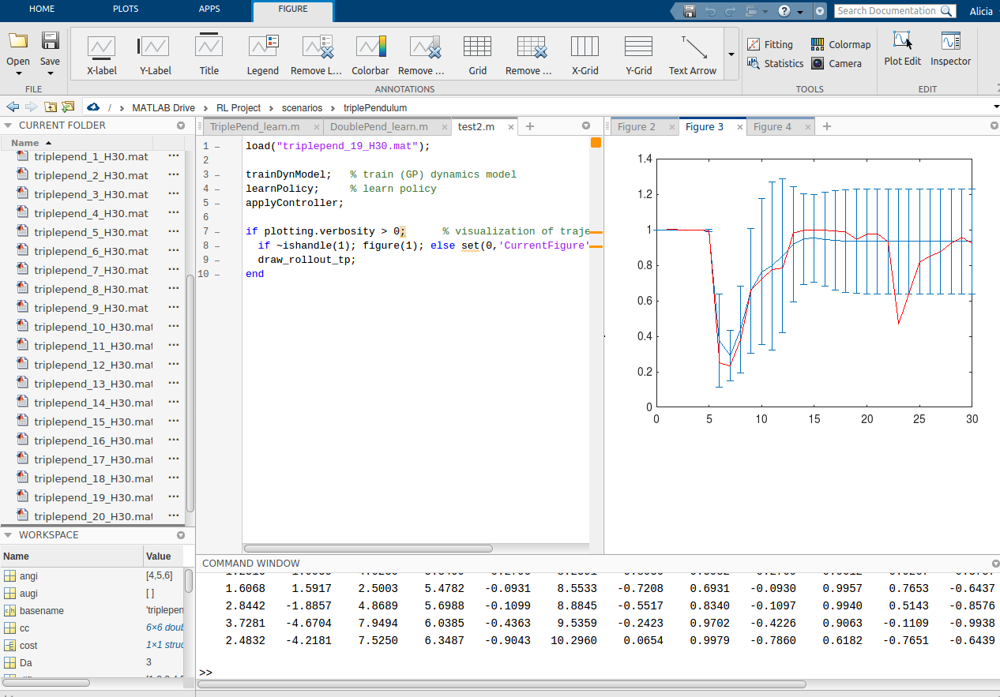 HOME PLOTS APPS FIGURE Search Documentation Alicia
Open Save X-label Y-Label Title Legend Remove L... Colorbar Remove ... Grid Remove ... X-Grid Y-Grid Text Arrow Fitting Statistics Colormap Camera Plot Edit Inspector
FILE ANNOTATIONS TOOLS EDIT
/ › MATLAB Drive › RL Project › scenarios › triplePendulum
CURRENT FOLDER
Name
triplepend_1_H30.mat
triplepend_2_H30.mat
triplepend_3_H30.mat
triplepend_4_H30.mat
triplepend_5_H30.mat
triplepend_6_H30.mat
triplepend_7_H30.mat
triplepend_8_H30.mat
triplepend_9_H30.mat
triplepend_10_H30.mat
triplepend_11_H30.mat
triplepend_12_H30.mat
triplepend_13_H30.mat
triplepend_14_H30.mat
triplepend_15_H30.mat
triplepend_16_H30.mat
triplepend_17_H30.mat
triplepend_18_H30.mat
triplepend_19_H30.mat
triplepend_20_H30.mat
WORKSPACE
Name Value
angi [4,5,6]
augi []
basename 'triplepen
cc 6×6 doub
cost 1×1 struc
Da 3
TriplePend_learn.m DoublePend_learn.m test2.m
1 load("triplepend_19_H30.mat");
2
3 trainDynModel; % train (GP) dynamics model
4 learnPolicy; % learn policy
5 applyController;
6
7 if plotting.verbosity > 0; % visualization of traje
8 if ~ishandle(1); figure(1); else set(0,'CurrentFigure'
9 draw_rollout_tp;
10 end
Figure 2 Figure 3 Figure 4
1.4
1.2
1
0.8
0.6
0.4
0.2
0
0 5 10 15 20 25 30
COMMAND WINDOW
1.6068 1.5917 2.5003 5.4782 -0.0931 8.5533 -0.7208 0.6931 -0.0930 0.9957 0.7653 -0.6437
2.8442 -1.8857 4.8689 5.6988 -0.1099 8.8845 -0.5517 0.8340 -0.1097 0.9940 0.5143 -0.8576
3.7281 -4.6704 7.9494 6.0385 -0.4363 9.5359 -0.2423 0.9702 -0.4226 0.9063 -0.1109 -0.9938
2.4832 -4.2181 7.5250 6.3487 -0.9043 10.2960 0.0654 0.9979 -0.7860 0.6182 -0.7651 -0.6439
>>